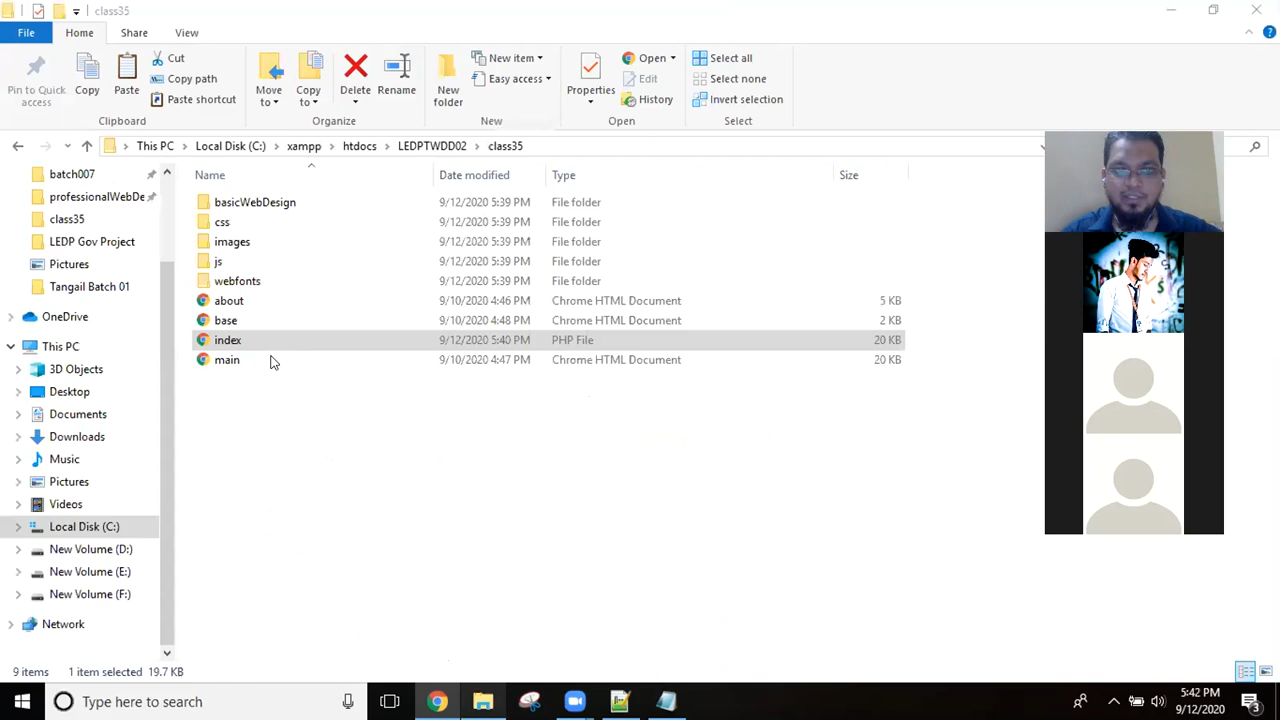 class35
File Home Share View
Pin to Quick access
Copy
Paste
Cut
Copy path
Paste shortcut
Clipboard
Move to
Copy to
Delete
Rename
Organize
New folder
New item
Easy access
New
Properties
Open
Edit
History
Open
Select all
Select none
Invert selection
Select
This PC > Local Disk (C:) > xampp > htdocs > LEDPTWDD02 > class35
batch007
professionalWebDe
class35
LEDP Gov Project
Pictures
Tangail Batch 01
OneDrive
This PC
3D Objects
Desktop
Documents
Downloads
Music
Pictures
Videos
Local Disk (C:)
New Volume (D:)
New Volume (E:)
New Volume (F:)
Network
Name Date modified Type Size
basicWebDesign 9/12/2020 5:39 PM File folder
css 9/12/2020 5:39 PM File folder
images 9/12/2020 5:39 PM File folder
js 9/12/2020 5:39 PM File folder
webfonts 9/12/2020 5:39 PM File folder
about 9/10/2020 4:46 PM Chrome HTML Document 5 KB
base 9/10/2020 4:48 PM Chrome HTML Document 2 KB
index 9/12/2020 5:40 PM PHP File 20 KB
main 9/10/2020 4:47 PM Chrome HTML Document 20 KB
9 items 1 item selected 19.7 KB
Type here to search
5:42 PM
9/12/2020
3